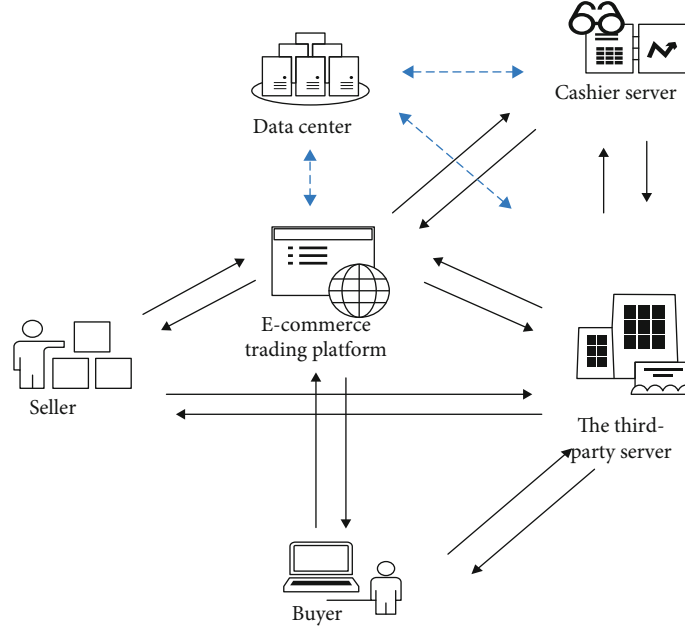 Data center
Cashier server
E-commerce
trading platform
Seller
The third-
party server
Buyer